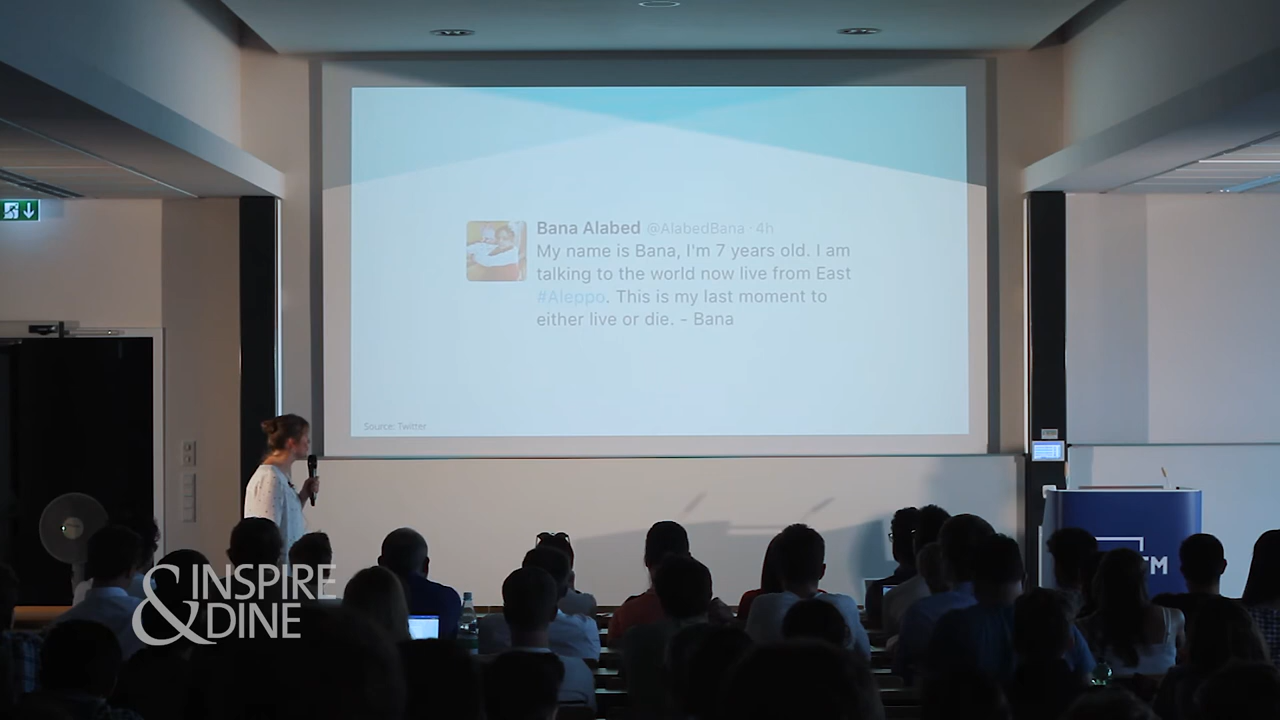 Bana Alabed @AlabedBana · 4h
My name is Bana, I'm 7 years old. I am
talking to the world now live from East
#Aleppo. This is my last moment to
either live or die. - Bana
Source: Twitter
INSPIRE
&DINE